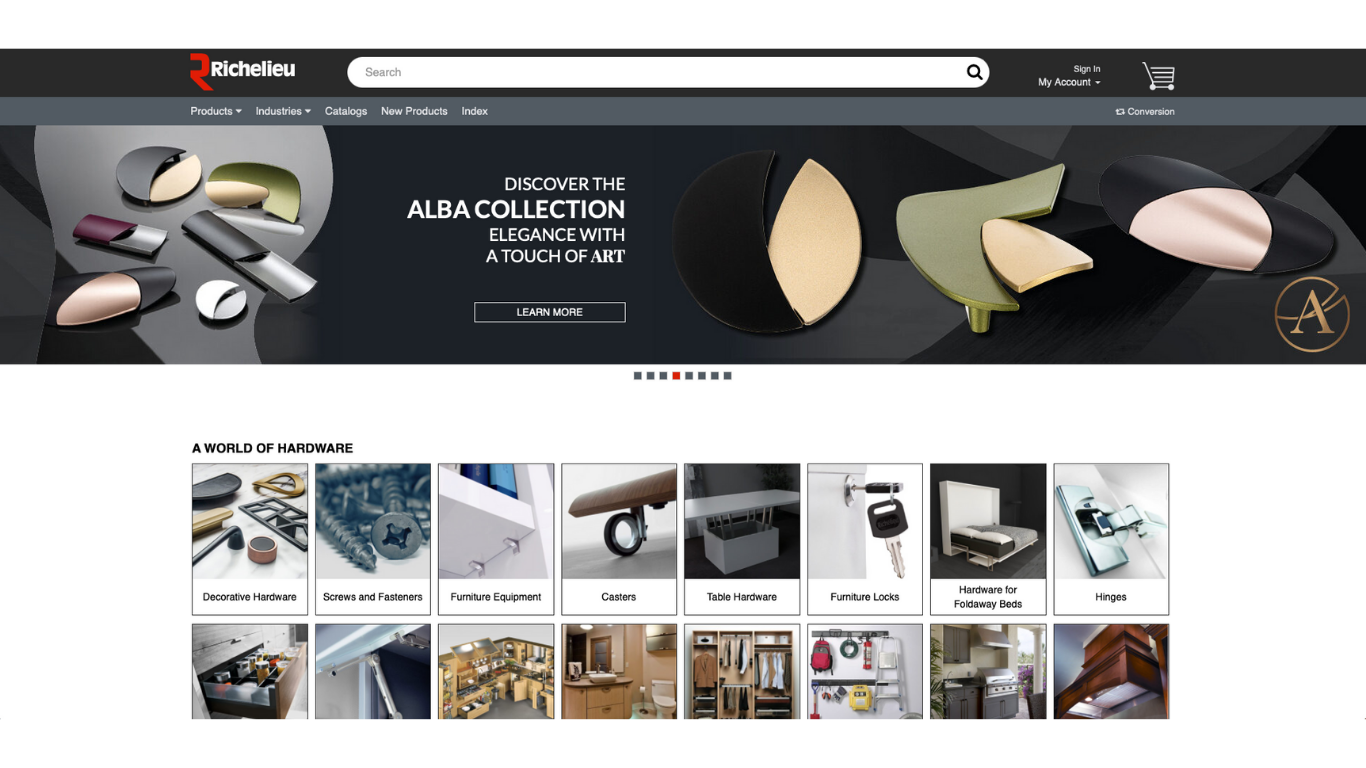 Richelieu
Search
Sign In
My Account
Products
Industries
Catalogs
New Products
Index
Conversion
DISCOVER THE
ALBA COLLECTION
ELEGANCE WITH
A TOUCH OF ART
LEARN MORE
A
A WORLD OF HARDWARE
Decorative Hardware
Screws and Fasteners
Furniture Equipment
Casters
Table Hardware
Furniture Locks
Hardware for
Foldaway Beds
Hinges